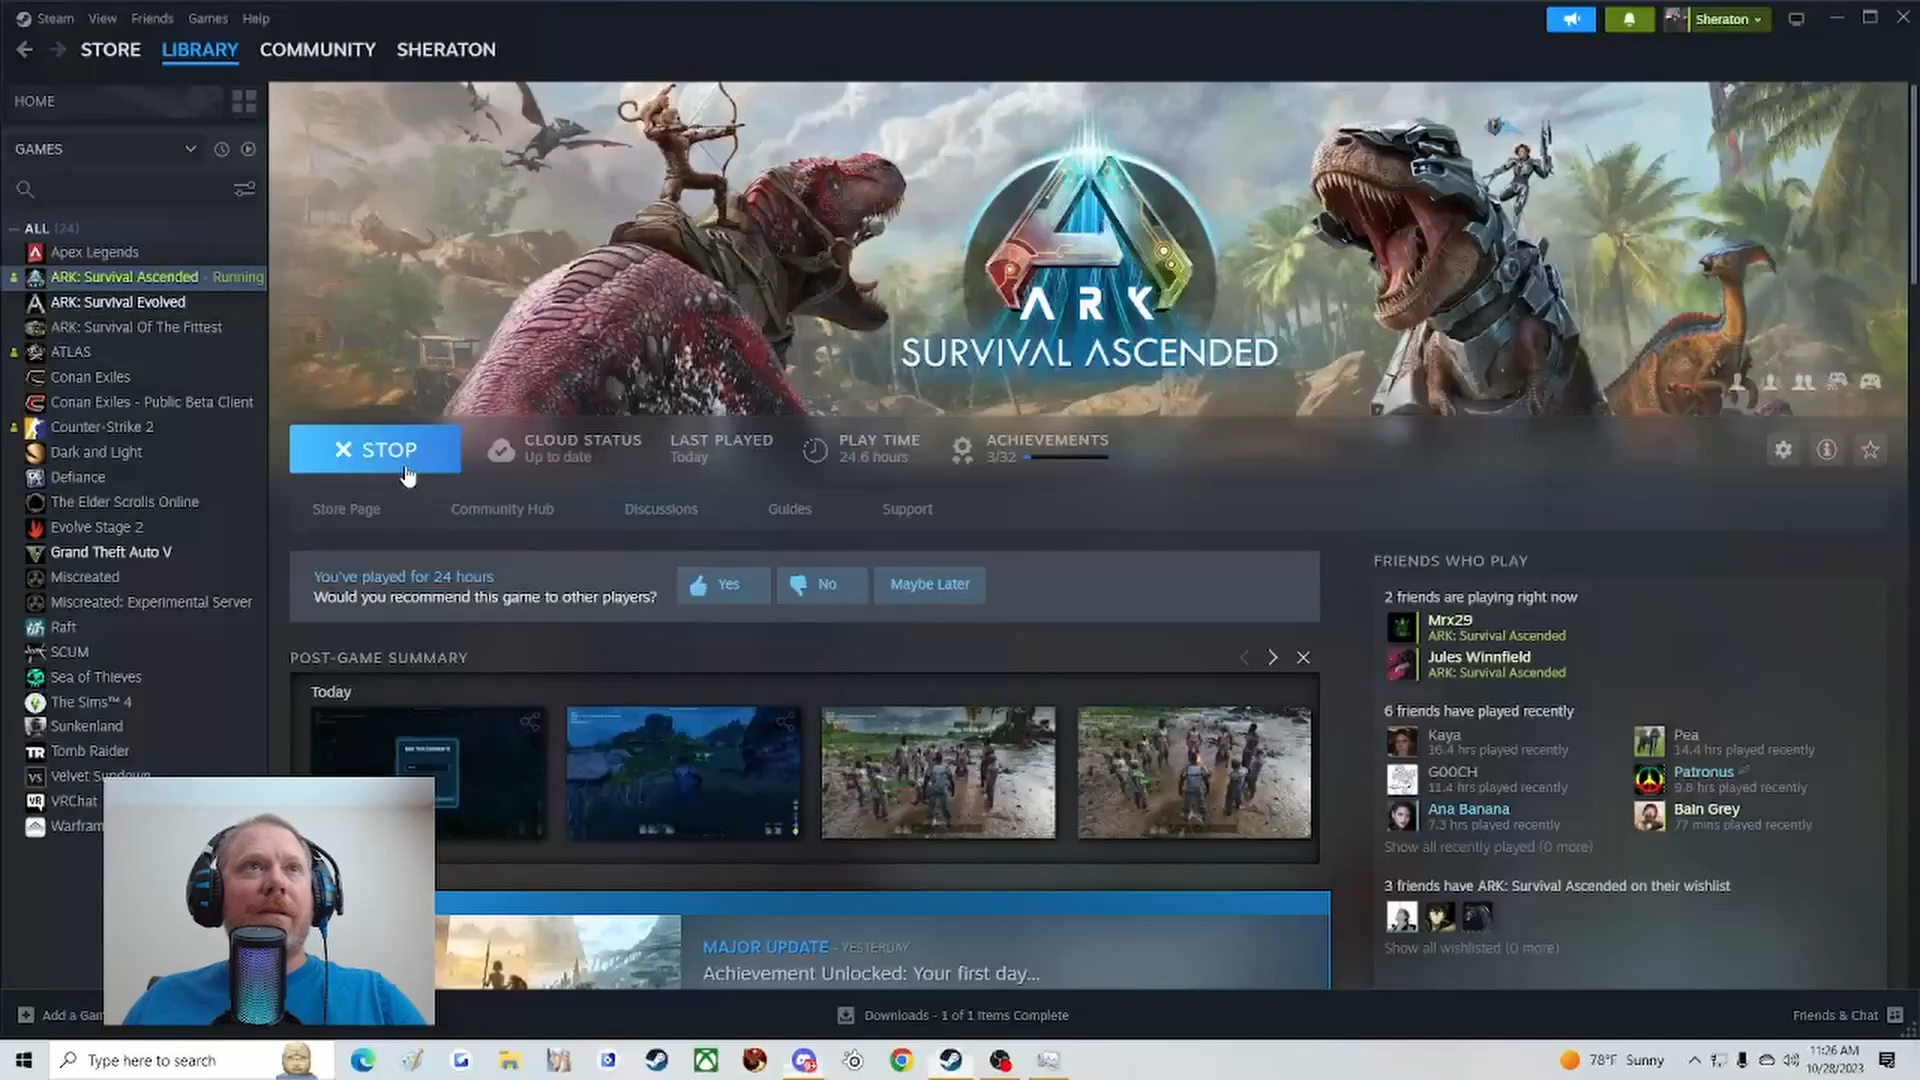 Steam View Friends Games Help
Sheraton
STORE LIBRARY COMMUNITY SHERATON
HOME
GAMES
ALL (24)
Apex Legends
ARK: Survival Ascended - Running
ARK: Survival Evolved
ARK: Survival Of The Fittest
ATLAS
Conan Exiles
Conan Exiles - Public Beta Client
Counter-Strike 2
Dark and Light
Defiance
The Elder Scrolls Online
Evolve Stage 2
Grand Theft Auto V
Miscreated
Miscreated: Experimental Server
Raft
SCUM
Sea of Thieves
The Sims™ 4
Sunkenland
Tomb Raider
Velvet Sundown
VRChat
Warfram
ARK
SURVIVAL ASCENDED
STOP
CLOUD STATUS
Up to date
LAST PLAYED
Today
PLAY TIME
24.6 hours
ACHIEVEMENTS
3/32
Store Page Community Hub Discussions Guides Support
You've played for 24 hours
Would you recommend this game to other players?
Yes No Maybe Later
POST-GAME SUMMARY
Today
MAJOR UPDATE - YESTERDAY
Achievement Unlocked: Your first day...
FRIENDS WHO PLAY
2 friends are playing right now
Mrx29
ARK: Survival Ascended
Jules Winnfield
ARK: Survival Ascended
6 friends have played recently
Kaya
16.4 hrs played recently
Pea
14.4 hrs played recently
GOOCH
11.4 hrs played recently
Patronus
9.8 hrs played recently
Ana Banana
7.3 hrs played recently
Bain Grey
77 mins played recently
Show all recently played (0 more)
3 friends have ARK: Survival Ascended on their wishlist
Show all wishlisted (0 more)
Add a Gam
Downloads - 1 of 1 Items Complete
Friends & Chat
Type here to search
78°F Sunny
11:26 AM
10/28/2023